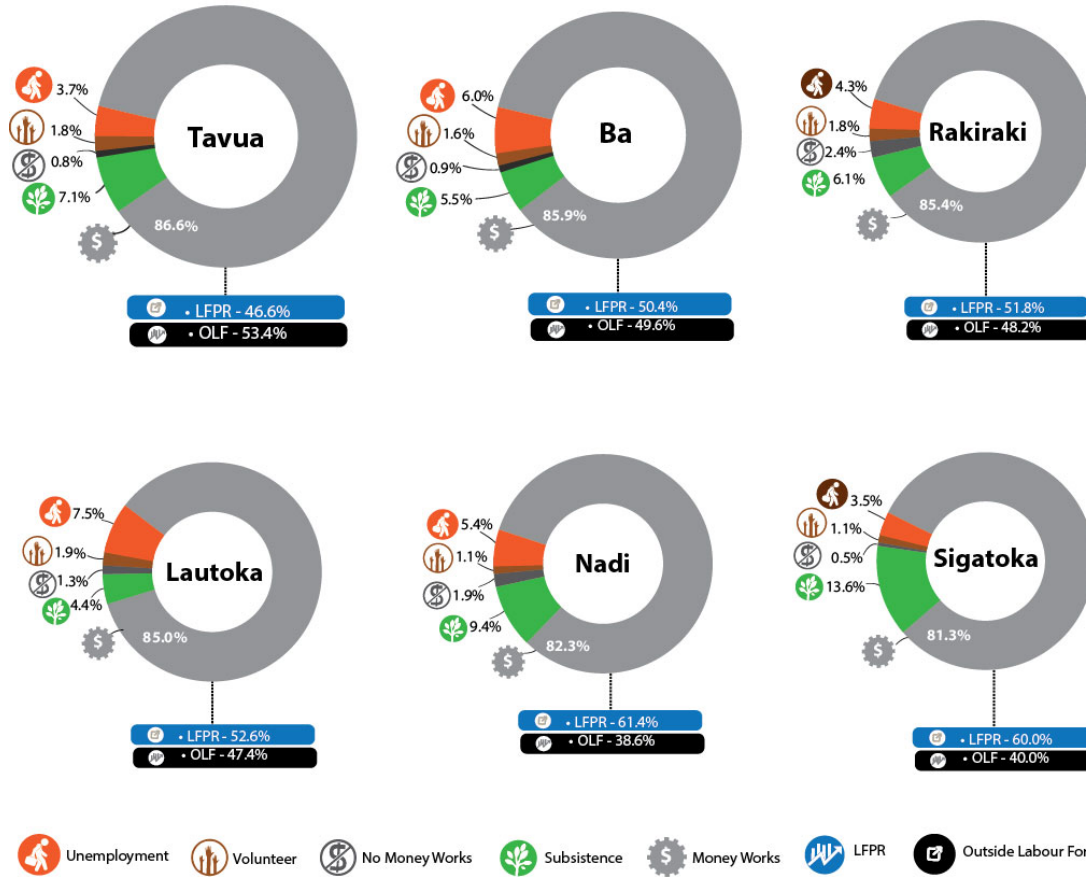 Tavua
3.7%
1.8%
0.8%
7.1%
$
86.6%
• LFPR - 46.6%
• OLF - 53.4%
Ba
6.0%
1.6%
$
0.9%
5.5%
$
85.9%
• LFPR - 50.4%
• OLF - 49.6%
Rakiraki
4.3%
1.8%
$
2.4%
6.1%
$
85.4%
• LFPR - 51.8%
• OLF - 48.2%
Lautoka
7.5%
1.9%
$
1.3%
4.4%
$
85.0%
• LFPR - 52.6%
• OLF - 47.4%
Nadi
5.4%
1.1%
$
1.9%
9.4%
$
82.3%
• LFPR - 61.4%
• OLF - 38.6%
Sigatoka
3.5%
1.1%
$
0.5%
13.6%
$
81.3%
• LFPR - 60.0%
• OLF - 40.0%
Unemployment
Volunteer
$
No Money Works
Subsistence
$
Money Works
LFPR
Outside Labour For